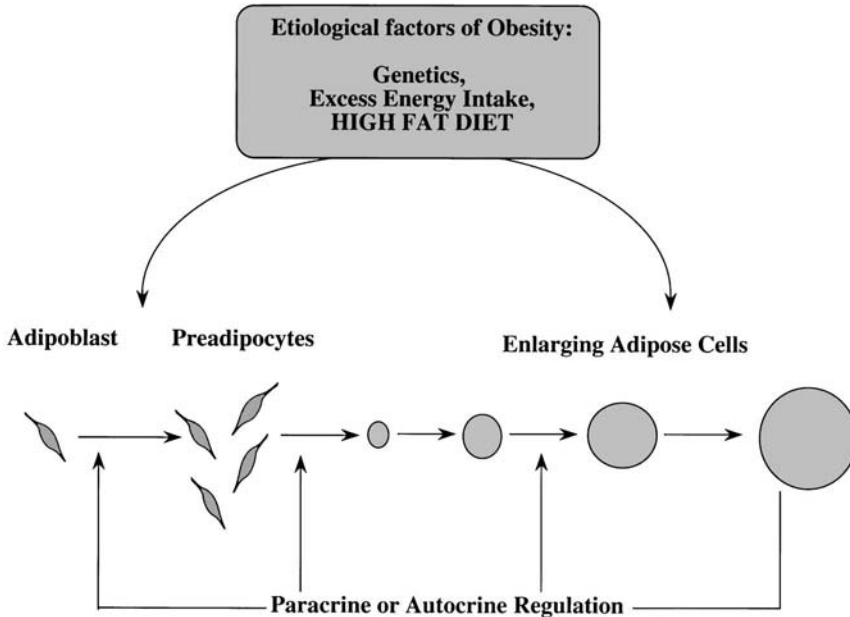 Etiological factors of Obesity:
Genetics,
Excess Energy Intake,
HIGH FAT DIET
Adipoblast
Preadipocytes
Enlarging Adipose Cells
Paracrine or Autocrine Regulation